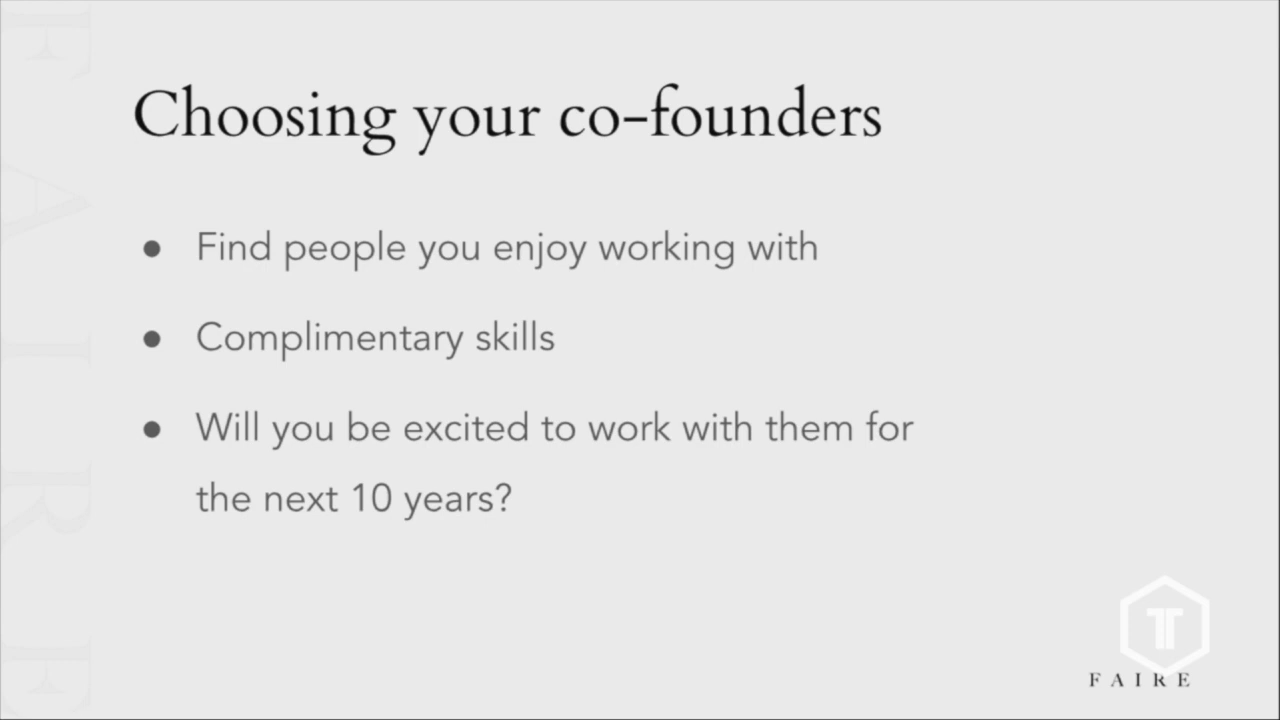 Choosing your co-founders
● Find people you enjoy working with
● Complimentary skills
● Will you be excited to work with them for
the next 10 years?
FAIRE
FAIRE